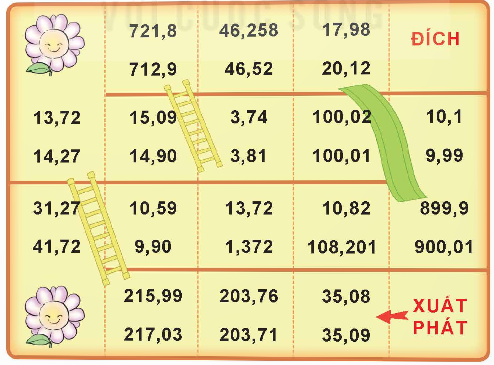 VỚI CUỘC SỐNG
721,8 46,258 17,98 ĐÍCH
712,9 46,52 20,12
13,72 15,09 3,74 100,02 10,1
14,27 14,90 3,81 100,01 9,99
31,27 10,59 13,72 10,82 899,9
41,72 9,90 1,372 108,201 900,01
215,99 203,76 35,08 XUẤT
217,03 203,71 35,09 PHÁT